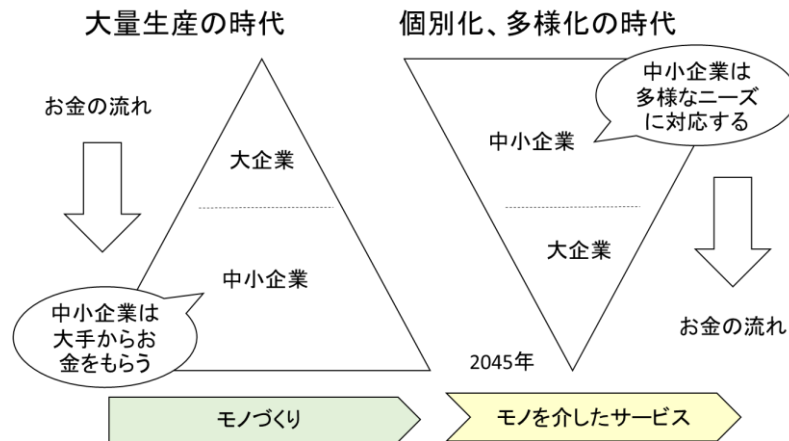 大量生産の時代
個別化、多様化の時代
お金の流れ
大企業
中小企業
中小企業は
大手からお
金をもらう
中小企業は
多様なニーズ
に対応する
中小企業
大企業
お金の流れ
2045年
モノづくり
モノを介したサービス